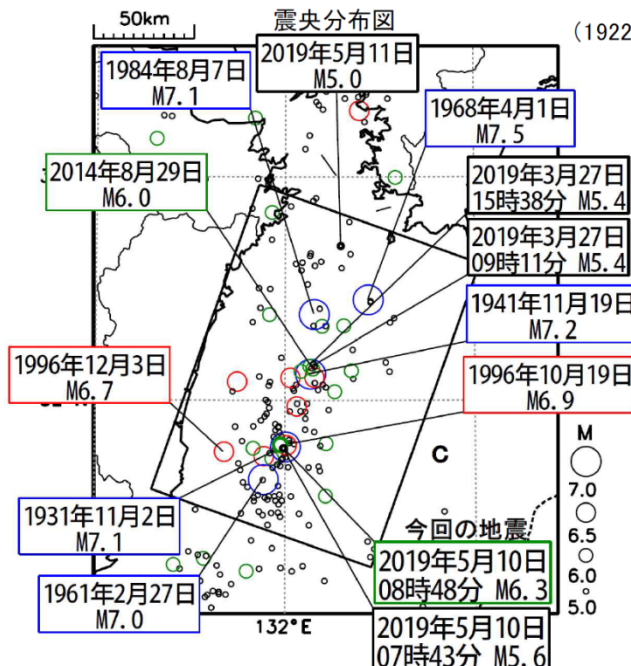 50km
震央分布図
(1922
1984年8月7日
M7.1
2019年5月11日
M5.0
1968年4月1日
M7.5
2014年8月29日
M6.0
2019年3月27日
15時38分 M5.4
2019年3月27日
09時11分 M5.4
1941年11月19日
M7.2
1996年12月3日
M6.7
1996年10月19日
M6.9
C
M
7.0
6.5
6.0
5.0
1931年11月2日
M7.1
今回の地震
2019年5月10日
08時48分 M6.3
1961年2月27日
M7.0
132°E
2019年5月10日
07時43分 M5.6